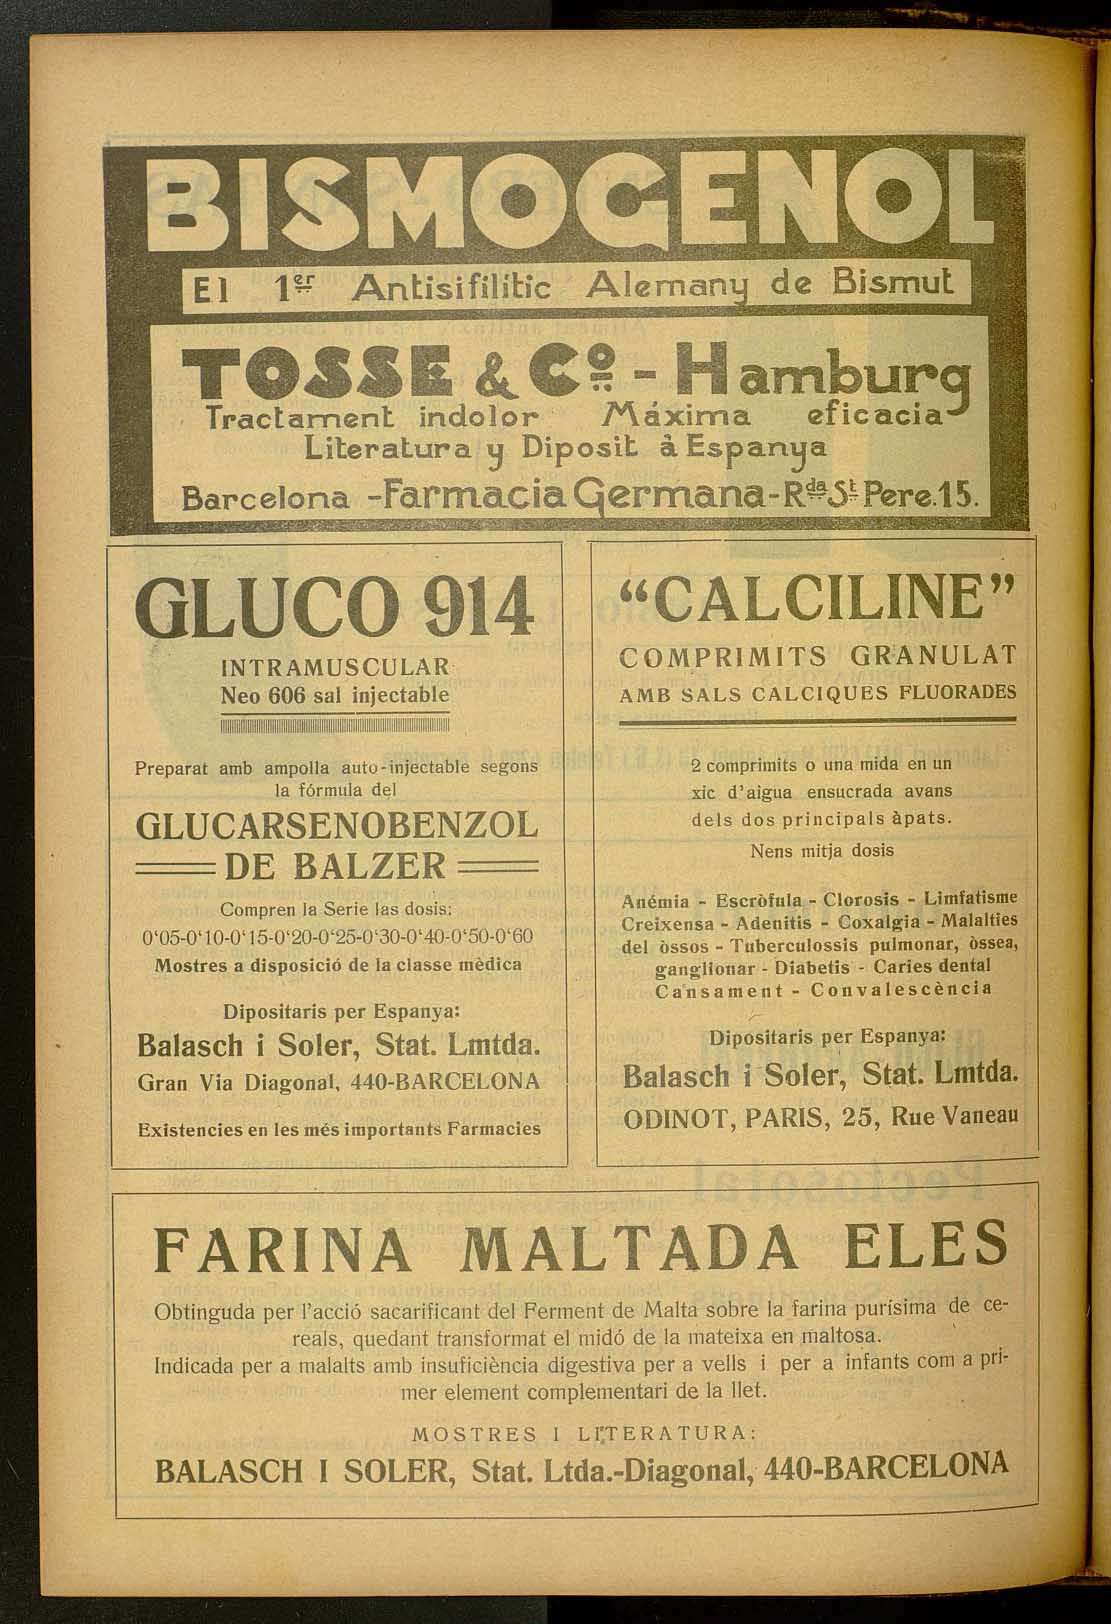 BISMOGENOL
El 1er Antisifilític Alemany de Bismut
TOSSE & Cº - Hamburg
Tractament indolor Máxima eficacia
Literatura y Diposit à Espanya
Barcelona - Farmacia Germana - Rda St Pere. 15.
GLUCO 914
INTRAMUSCULAR
Neo 606 sal injectable
Preparat amb ampolla auto-injectable segons
la fórmula del
GLUCARSENOBENZOL
DE BALZER
Compren la Serie las dosis:
0'05-0'10-0'15-0'20-0'25-0'30-0'40-0'50-0'60
Mostres a disposició de la classe mèdica
Dipositaris per Espanya:
Balasch i Soler, Stat. Lmtda.
Gran Via Diagonal, 440-BARCELONA
Existencies en les més importants Farmacies
“CALCILINE”
COMPRIMITS GRANULAT
AMB SALS CALCIQUES FLUORADES
2 comprimits o una mida en un
xic d'aigua ensucrada avans
dels dos principals àpats.
Nens mitja dosis
Anémia - Escròfula - Clorosis - Limfatisme
Creixensa - Adenitis - Coxalgia - Malalties
del òssos - Tuberculossis pulmonar, òssea,
ganglionar - Diabetis - Caries dental
Cansament - Convalescència
Dipositaris per Espanya:
Balasch i Soler, Stat. Lmtda.
ODINOT, PARIS, 25, Rue Vaneau
FARINA MALTADA ELES
Obtinguda per l'acció sacarificant del Ferment de Malta sobre la farina purísima de ce-
reals, quedant transformat el midó de la mateixa en maltosa.
Indicada per a malalts amb insuficiència digestiva per a vells i per a infants com a pri-
mer element complementari de la llet.
MOSTRES I LITERATURA:
BALASCH I SOLER, Stat. Ltda.-Diagonal, 440-BARCELONA